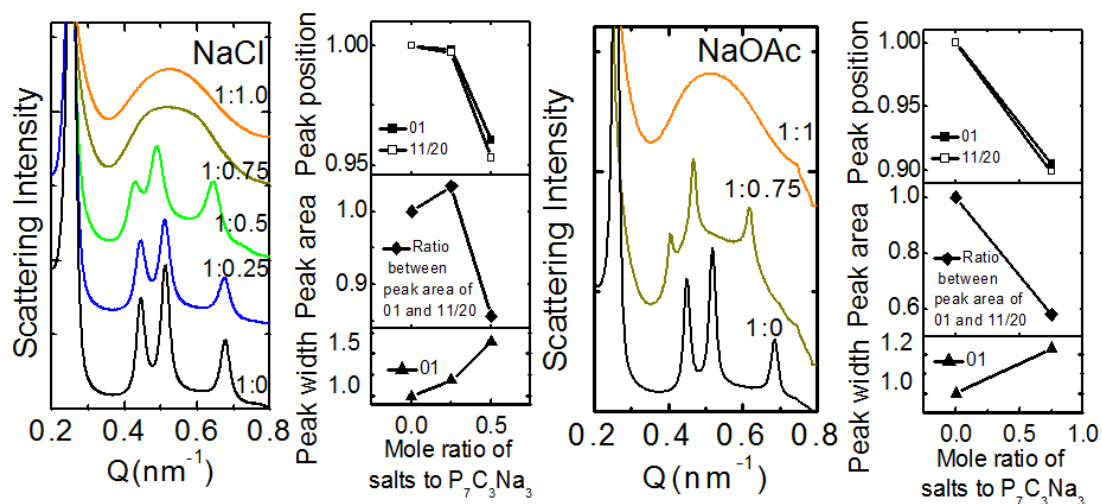 Scattering Intensity
NaCl
1:1.0
1:0.75
1:0.5
1:0.25
1:0
0.2 0.4 0.6 0.8
Q(nm⁻¹)
Peak position
1.00
0.95
01
11/20
Peak area
1.0
0.9
Ratio
between
peak area of
01 and 11/20
Peak width
1.5
1.0
01
0.0 0.5
Mole ratio of
salts to P₇C₃Na₃
Scattering Intensity
NaOAc
1:1
1:0.75
1:0
0.2 0.4 0.6 0.8
Q(nm⁻¹)
Peak position
1.00
0.95
0.90
01
11/20
Peak area
1.0
0.8
0.6
Ratio
between
peak area of
01 and 11/20
Peak width
1.2
1.0
01
0.0 0.5 1.0
Mole ratio of
salts to P₇C₃Na₃